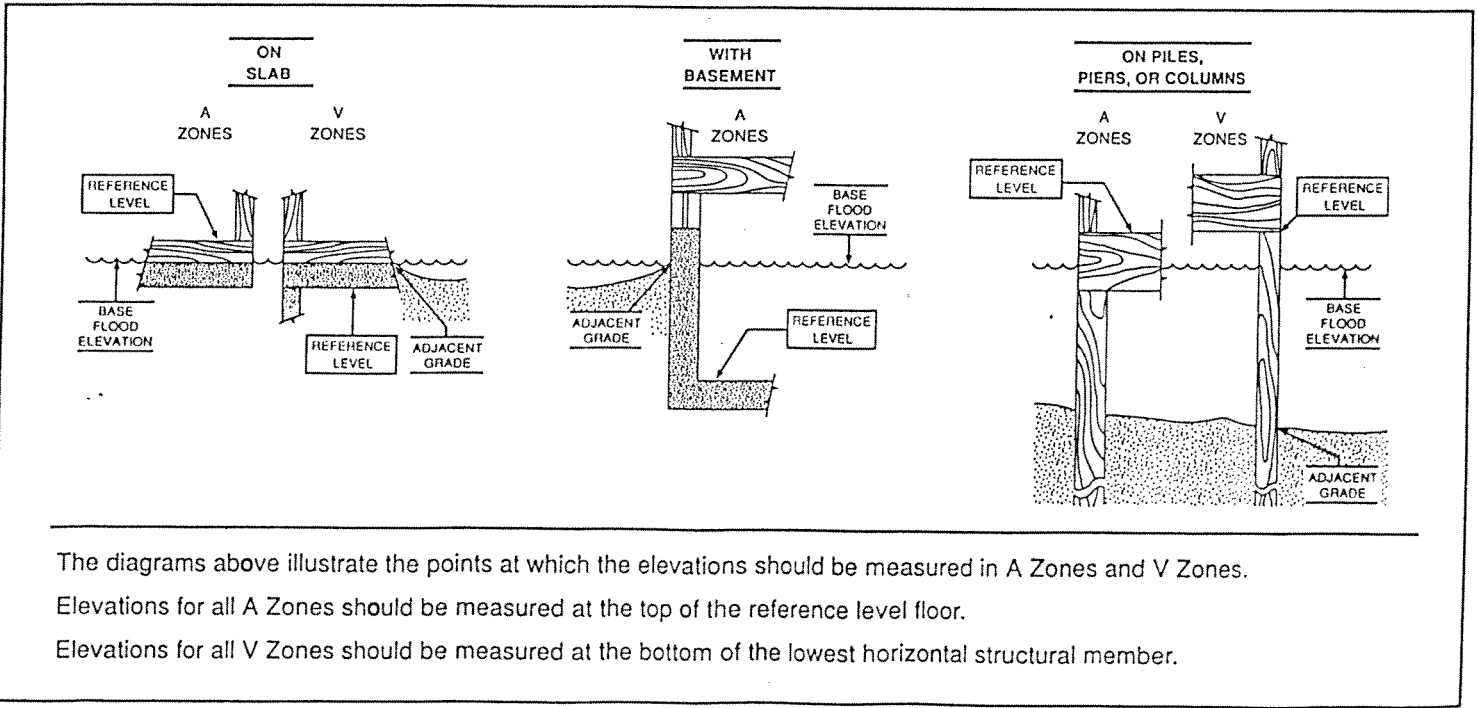 ON
SLAB
A
ZONES
V
ZONES
REFERENCE
LEVEL
BASE
FLOOD
ELEVATION
REFERENCE
LEVEL
ADJACENT
GRADE
WITH
BASEMENT
A
ZONES
BASE
FLOOD
ELEVATION
ADJACENT
GRADE
REFERENCE
LEVEL
ON PILES,
PIERS, OR COLUMNS
A
ZONES
V
ZONES
REFERENCE
LEVEL
REFERENCE
LEVEL
BASE
FLOOD
ELEVATION
ADJACENT
GRADE
The diagrams above illustrate the points at which the elevations should be measured in A Zones and V Zones.
Elevations for all A Zones should be measured at the top of the reference level floor.
Elevations for all V Zones should be measured at the bottom of the lowest horizontal structural member.